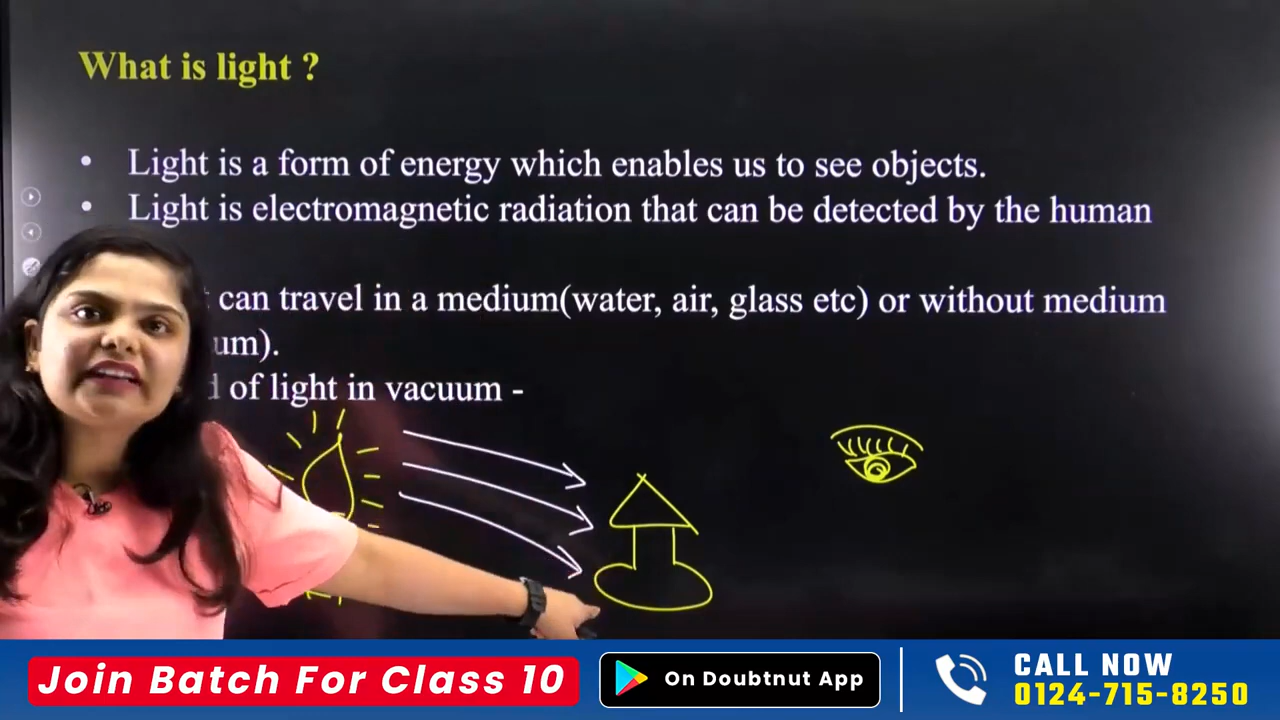 What is light ?
• Light is a form of energy which enables us to see objects.
• Light is electromagnetic radiation that can be detected by the human
can travel in a medium(water, air, glass etc) or without medium
um).
of light in vacuum -
Join Batch For Class 10
On Doubtnut App
CALL NOW
0124-715-8250